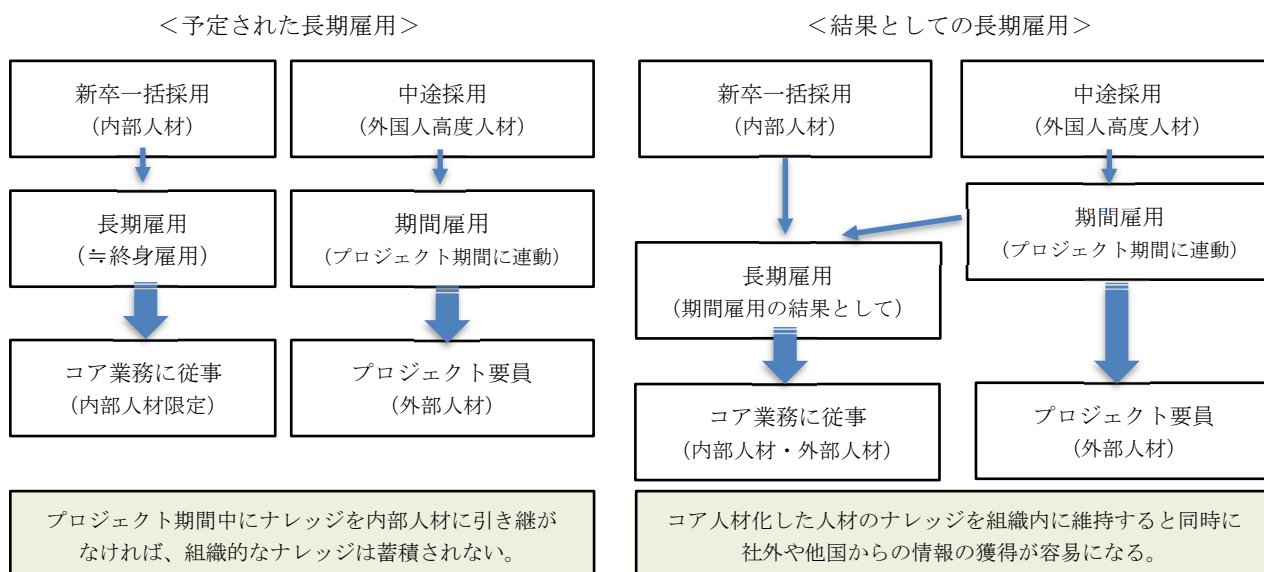 ＜予定された長期雇用＞
新卒一括採用
（内部人材）
中途採用
（外国人高度人材）
長期雇用
（≒終身雇用）
期間雇用
（プロジェクト期間に連動）
コア業務に従事
（内部人材限定）
プロジェクト要員
（外部人材）
プロジェクト期間中にナレッジを内部人材に引き継が
なければ、組織的なナレッジは蓄積されない。
＜結果としての長期雇用＞
新卒一括採用
（内部人材）
中途採用
（外国人高度人材）
期間雇用
（プロジェクト期間に連動）
長期雇用
（期間雇用の結果として）
コア業務に従事
（内部人材・外部人材）
プロジェクト要員
（外部人材）
コア人材化した人材のナレッジを組織内に維持すると同時に
社外や他国からの情報の獲得が容易になる。